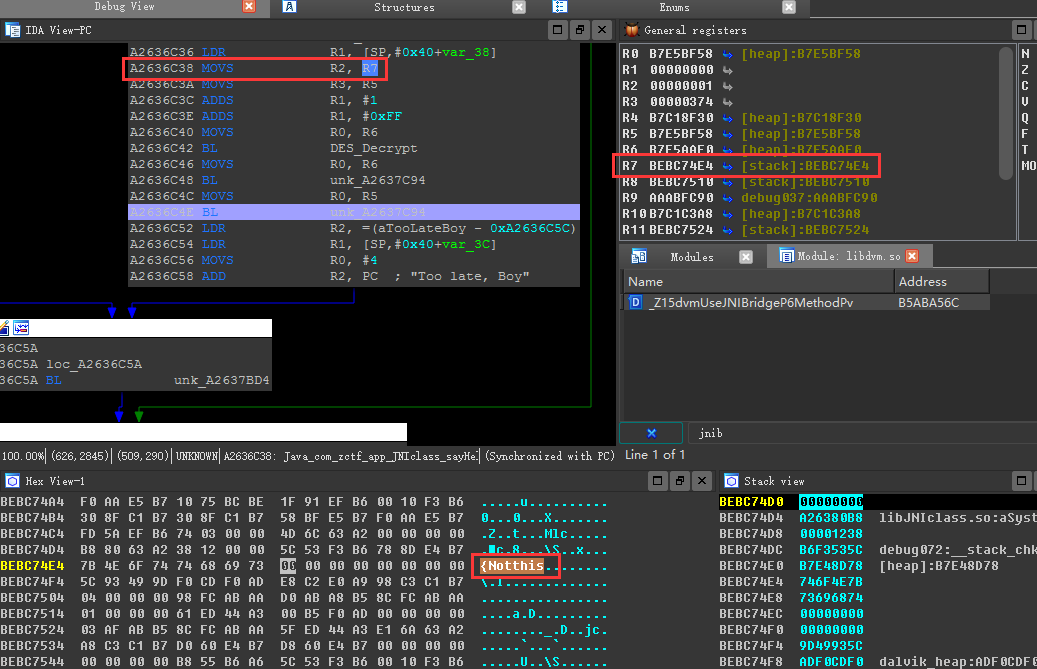 Debug View
Structures
Enums
IDA View-PC
A2636C36 LDR R1, [SP,#0x40+var_38]
A2636C38 MOVS R2, R7
A2636C3A MOVS R3, R5
A2636C3C ADDS R1, #1
A2636C3E ADDS R1, #0xFF
A2636C40 MOVS R0, R6
A2636C42 BL DES_Decrypt
A2636C46 MOVS R0, R6
A2636C48 BL unk_A2637C94
A2636C4C MOVS R0, R5
A2636C4E BL unk_A2637C94
A2636C52 LDR R2, =(aTooLateBoy - 0xA2636C5C)
A2636C54 LDR R1, [SP,#0x40+var_3C]
A2636C56 MOVS R0, #4
A2636C58 ADD R2, PC ; "Too late, Boy"
36C5A
36C5A loc_A2636C5A
36C5A BL unk_A2637BD4
100.00% (626,2845) (509,290) UNKNOWN A2636C38: Java_com_zctf_app_JNIclass_sayHe (Synchronized with PC)
General registers
R0 B7E5BF58 [heap]:B7E5BF58
R1 00000000
R2 00000001
R3 00000374
R4 B7C18F30 [heap]:B7C18F30
R5 B7E5BF58 [heap]:B7E5BF58
R6 B7E5AAF0 [heap]:B7E5AAF0
R7 BEBC74E4 [stack]:BEBC74E4
R8 BEBC7510 [stack]:BEBC7510
R9 AAABFC90 debug037:AAABFC90
R10 B7C1C3A8 [heap]:B7C1C3A8
R11 BEBC7524 [stack]:BEBC7524
N
Z
C
V
Q
F
T
MO
Modules
Module: libdvm.so
Name Address
D _Z15dvmUseJNIBridgeP6MethodPv B5ABA56C
jnib
Line 1 of 1
Hex View-1
BEBC74A4 F0 AA E5 B7 10 75 BC BE 1F 91 EF B6 00 10 F3 B6 .....u..........
BEBC74B4 30 8F C1 B7 30 8F C1 B7 58 BF E5 B7 F0 AA E5 B7 0...0...X.......
BEBC74C4 FD 5A EF B6 74 03 00 00 4D 6C 63 A2 00 00 00 00 .Z..t...Mlc.....
BEBC74D4 B8 80 63 A2 38 12 00 00 5C 53 F3 B6 78 8D E4 B7 ..c.8...\S..x...
BEBC74E4 7B 4E 6F 74 74 68 69 73 00 00 00 00 00 00 00 00 {Notthis........
BEBC74F4 5C 93 49 9D F0 CD F0 AD E8 C2 E0 A9 98 C3 C1 B7
BEBC7504 04 00 00 00 98 FC AB AA D0 AB A8 B5 8C FC AB AA ................
BEBC7514 01 00 00 00 61 ED 44 A3 00 B5 F0 AD 00 00 00 00 ....a.D.........
BEBC7524 03 AF AB B5 8C FC AB AA 5F ED 44 A3 E1 6A 63 A2 ........_.D..jc.
BEBC7534 A8 C3 C1 B7 D0 60 E4 B7 D8 60 E4 B7 00 00 00 00 .....`...`......
BEBC7544 00 00 00 00 B8 55 B6 A6 5C 53 F3 B6 00 10 F3 B6 .....U..\S......
Stack view
BEBC74D0 00000000
BEBC74D4 A26380B8 libJNIclass.so:aSyst
BEBC74D8 00001238
BEBC74DC B6F3535C debug072:__stack_chk
BEBC74E0 B7E48D78 [heap]:B7E48D78
BEBC74E4 746F4E7B
BEBC74E8 73696874
BEBC74EC 00000000
BEBC74F0 00000000
BEBC74F4 9D49935C
BEBC74F8 ADF0CDF0 dalvik_heap:ADF0CDF0